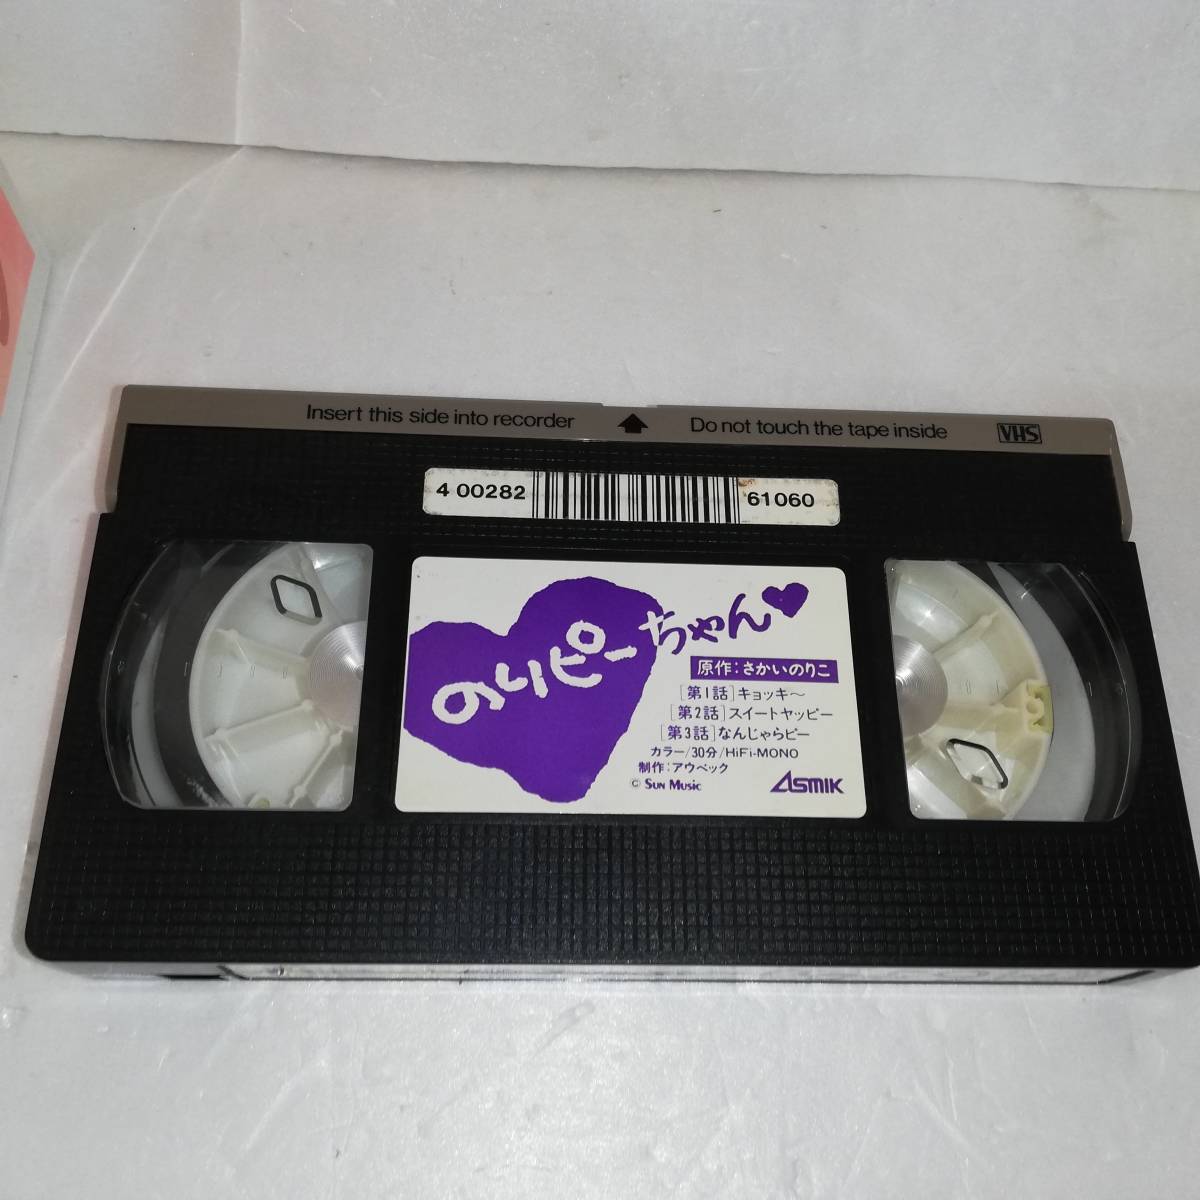 Insert this side into recorder Do not touch the tape inside VHS
4 00282 61060
のりピーちゃん
原作:さかいのりこ
[第1話]キョッキ〜
[第2話]スイートヤッピー
[第3話]なんじゃらピー
カラー/30分/HiFi-MONO
制作:アウベック
© SUN MUSIC ASMIK